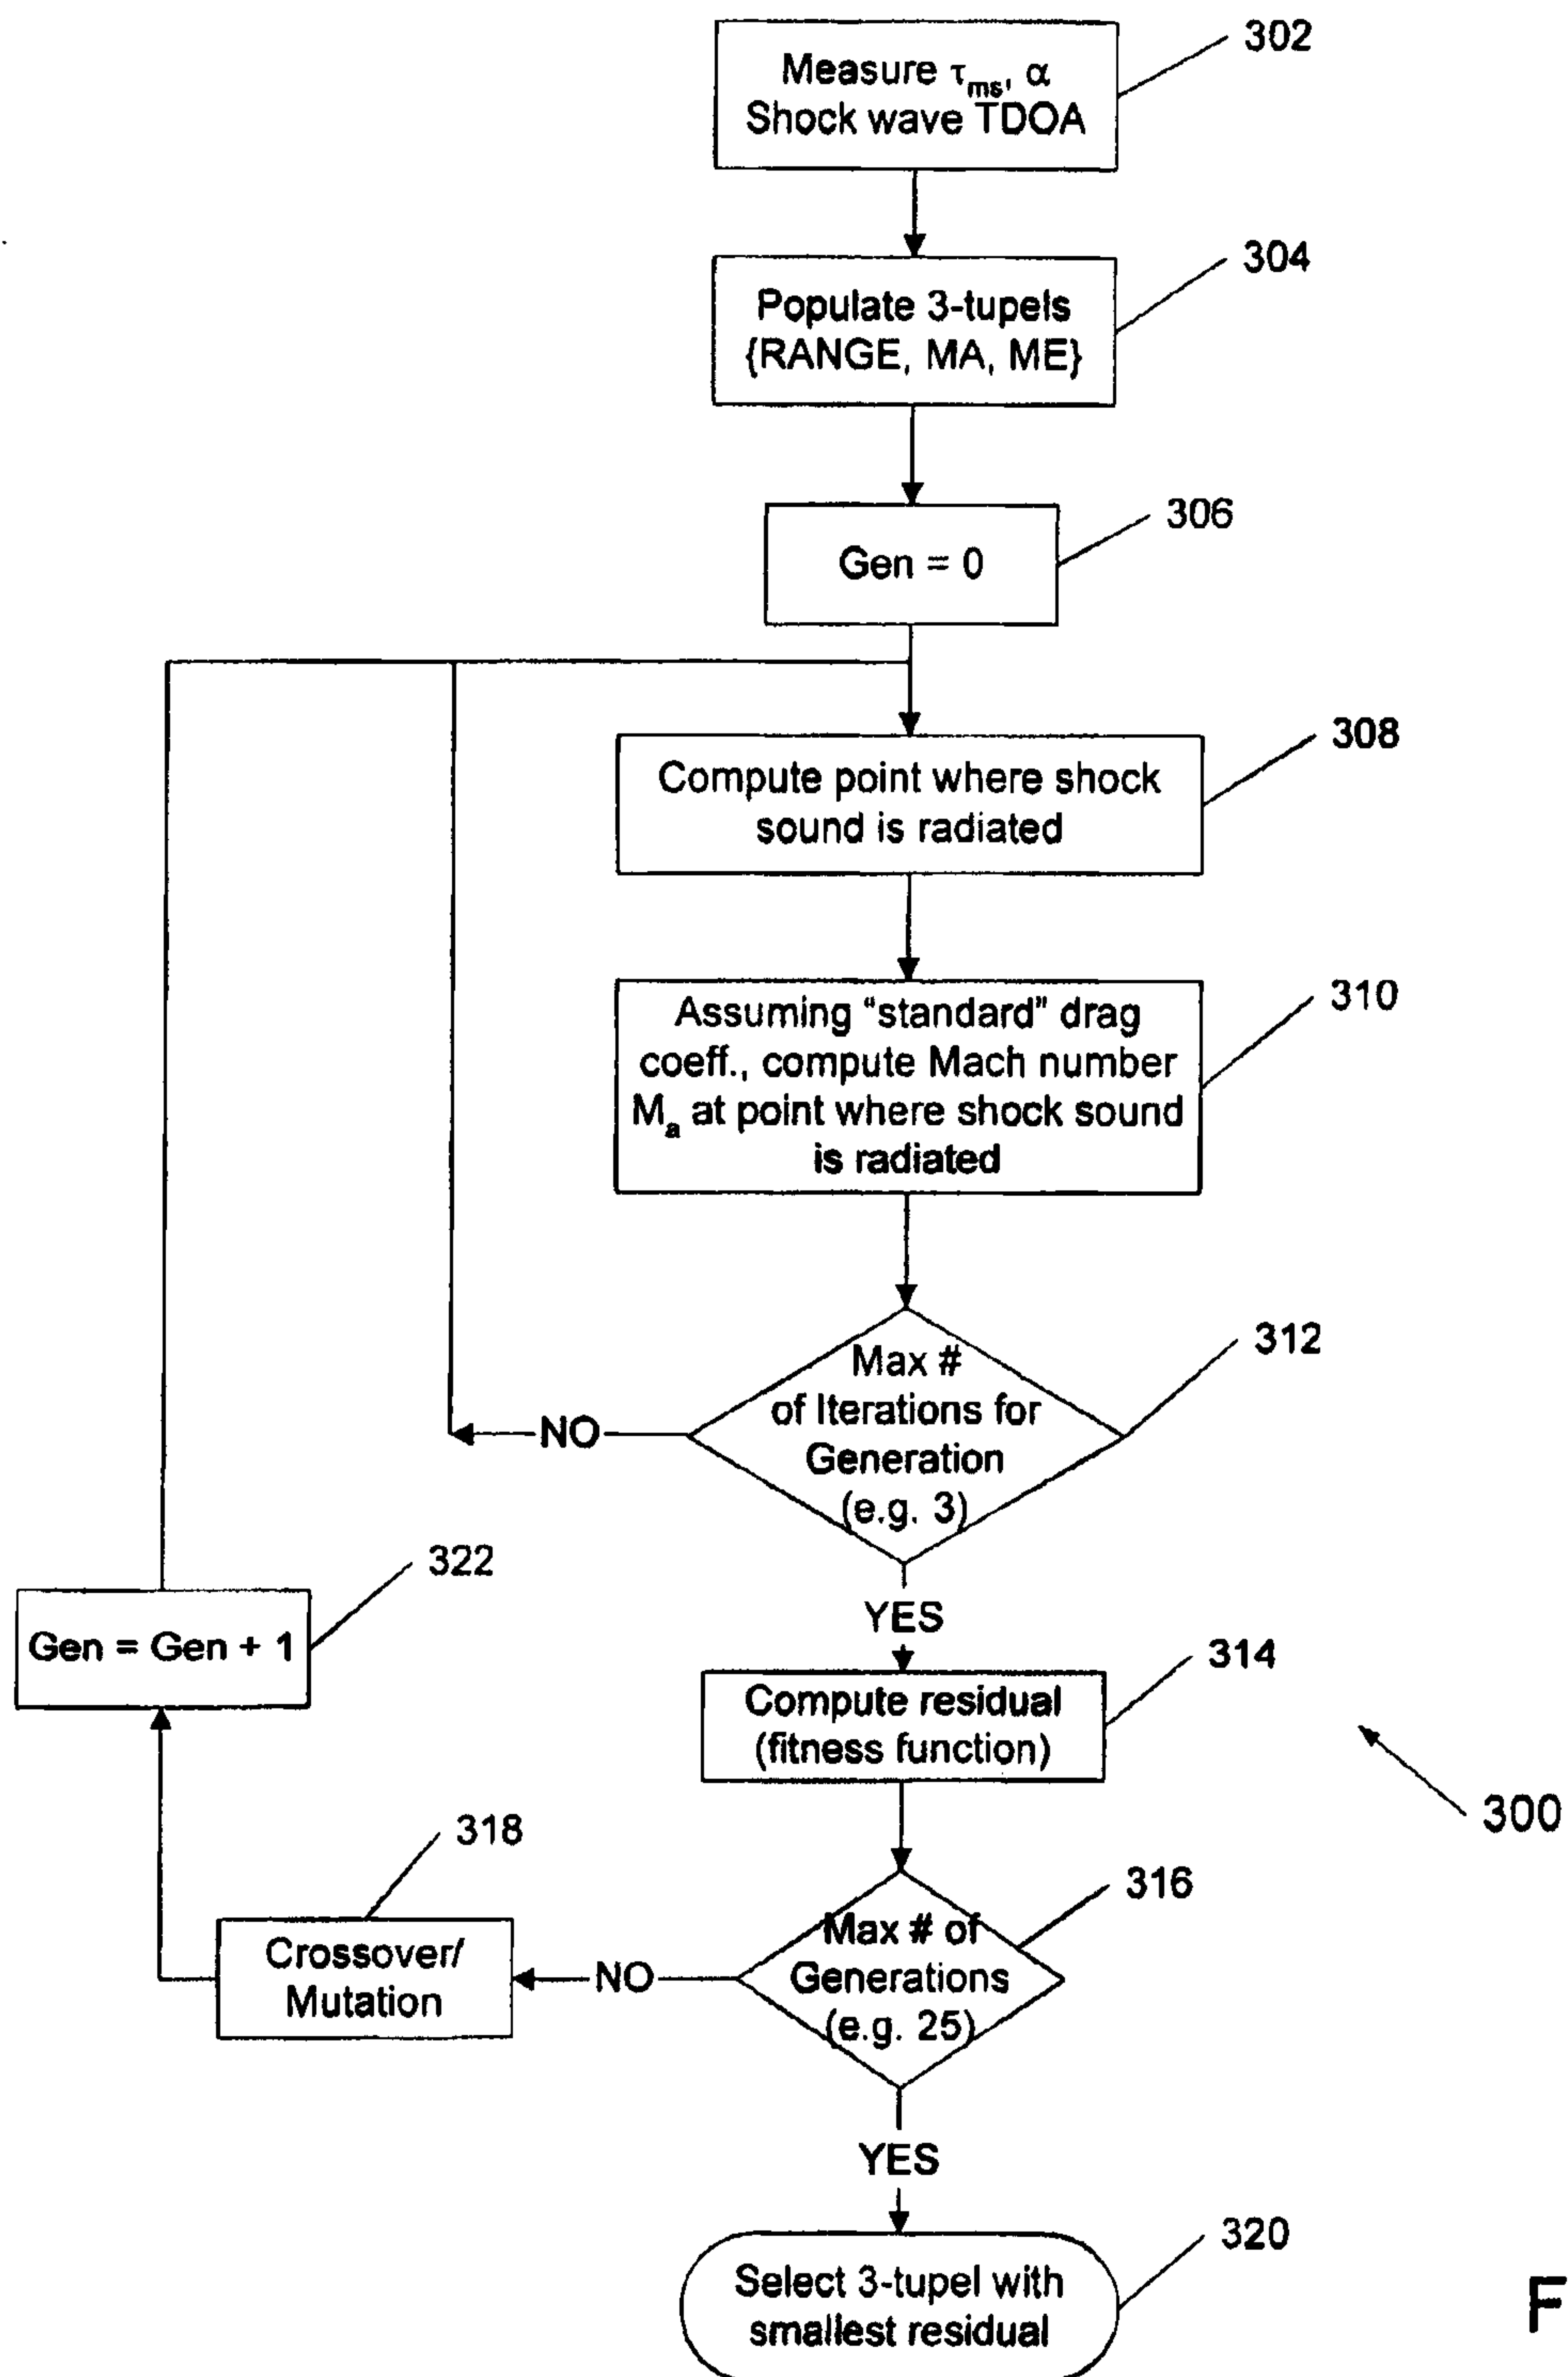 302
Measure τms, α
Shock wave TDOA
304
Populate 3-tupels
{RANGE, MA, ME}
306
Gen = 0
308
Compute point where shock
sound is radiated
310
Assuming “standard” drag
coeff., compute Mach number
Ma at point where shock sound
is radiated
312
Max #
of Iterations for
Generation
(e.g. 3)
NO
YES
322
Gen = Gen + 1
314
Compute residual
(fitness function)
300
318
Crossover/
Mutation
316
Max # of
Generations
(e.g. 25)
NO
YES
320
Select 3-tupel with
smallest residual
F